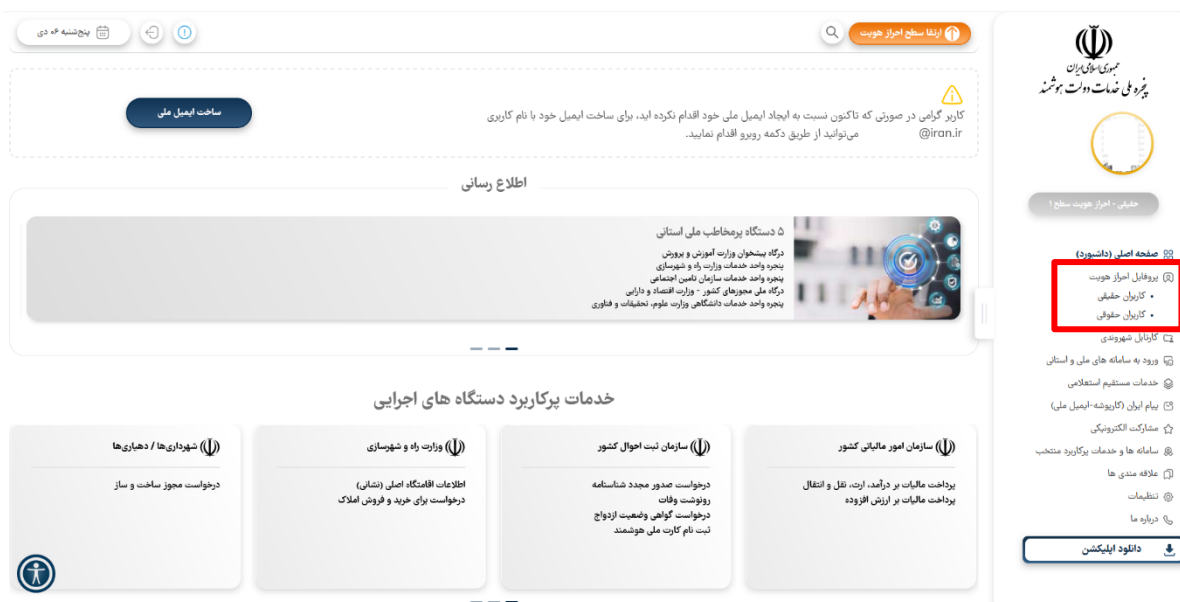 جمهوری اسلامی ایران
پنجره ملی خدمات دولت هوشمند
حقیقی - احراز هویت سطح ۱
صفحه اصلی (داشبورد)
پروفایل احراز هویت
• کاربران حقیقی
• کاربران حقوقی
کارتابل شهروندی
ورود به سامانه های ملی و استانی
خدمات مستقیم استعلامی
پیام ایران (کارپوشه-ایمیل ملی)
مشارکت الکترونیکی
سامانه ها و خدمات پرکاربرد منتخب
علاقه مندی ها
تنظیمات
درباره ما
دانلود اپلیکشن
ارتقا سطح احراز هویت
پنج‌شنبه ۰۶ دی
کاربر گرامی در صورتی که تاکنون نسبت به ایجاد ایمیل ملی خود اقدام نکرده اید، برای ساخت ایمیل خود با نام کاربری
@iran.ir می‌توانید از طریق دکمه روبرو اقدام نمایید.
ساخت ایمیل ملی
اطلاع رسانی
۵ دستگاه پرمخاطب ملی استانی
درگاه پیشخوان وزارت آموزش و پرورش
پنجره واحد خدمات وزارت راه و شهرسازی
پنجره واحد خدمات سازمان تامین اجتماعی
درگاه ملی مجوزهای کشور - وزارت اقتصاد و دارایی
پنجره واحد خدمات دانشگاهی وزارت علوم، تحقیقات و فناوری
خدمات پرکاربرد دستگاه های اجرایی
سازمان امور مالیاتی کشور
پرداخت مالیات بر درآمد، ارث، نقل و انتقال
پرداخت مالیات بر ارزش افزوده
سازمان ثبت احوال کشور
درخواست صدور مجدد شناسنامه
رونوشت وفات
درخواست گواهی وضعیت ازدواج
ثبت نام کارت ملی هوشمند
وزارت راه و شهرسازی
اطلاعات اقامتگاه اصلی (نشانی)
درخواست برای خرید و فروش املاک
شهرداری‌ها / دهیاری‌ها
درخواست مجوز ساخت و ساز